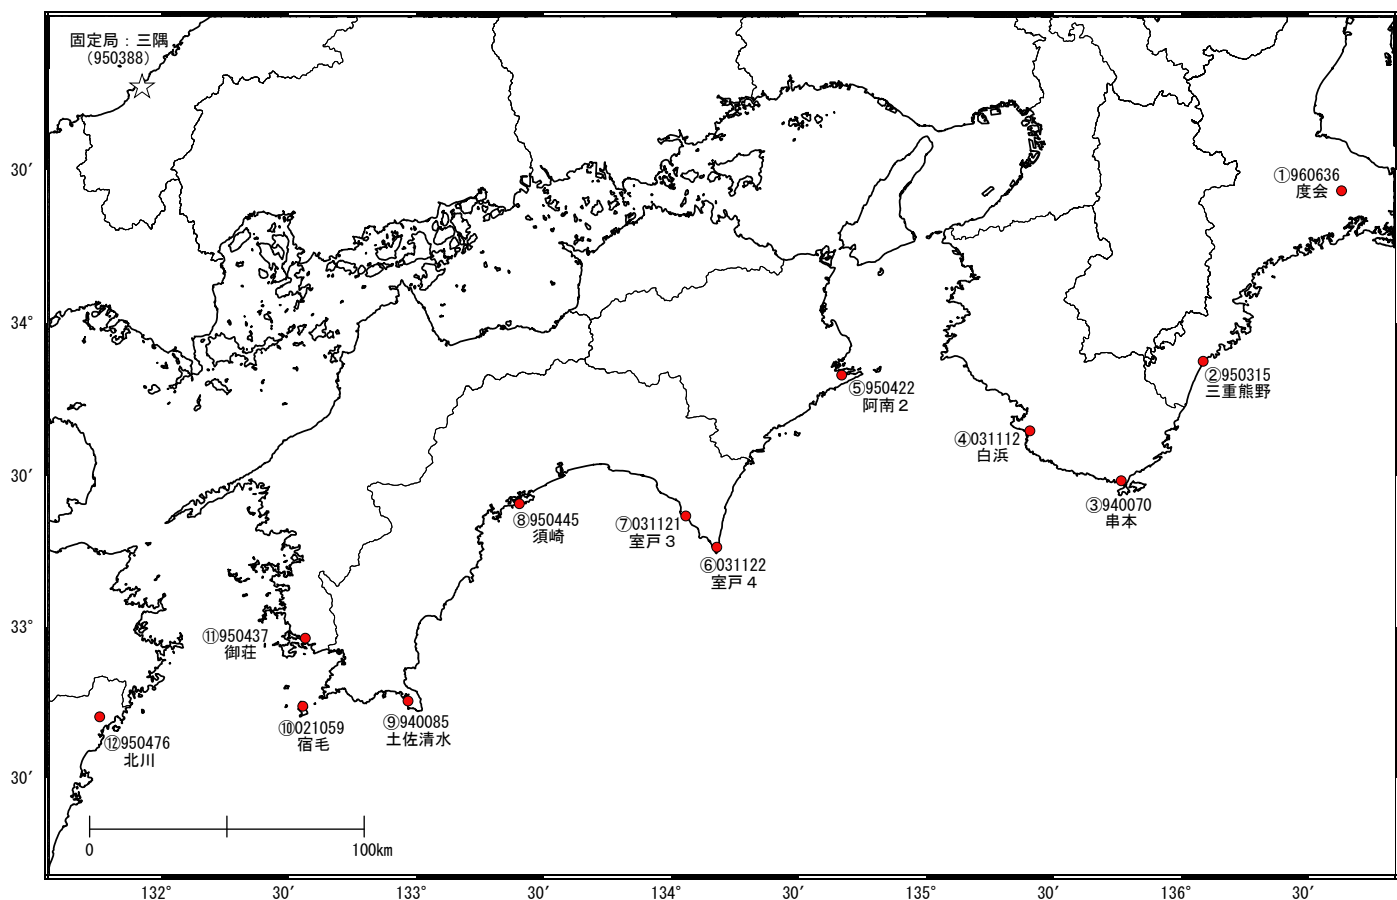 固定局：三隅
（950388）
①960636
度会
②950315
三重熊野
⑤950422
阿南２
④031112
白浜
③940070
串本
⑧950445
須崎
⑦031121
室戸３
⑥031122
室戸４
⑪950437
御荘
⑩021059
宿毛
⑨940085
土佐清水
⑫950476
北川
30′
34°
30′
33°
30′
0
100km
132°
30′
133°
30′
134°
30′
135°
30′
136°
30′